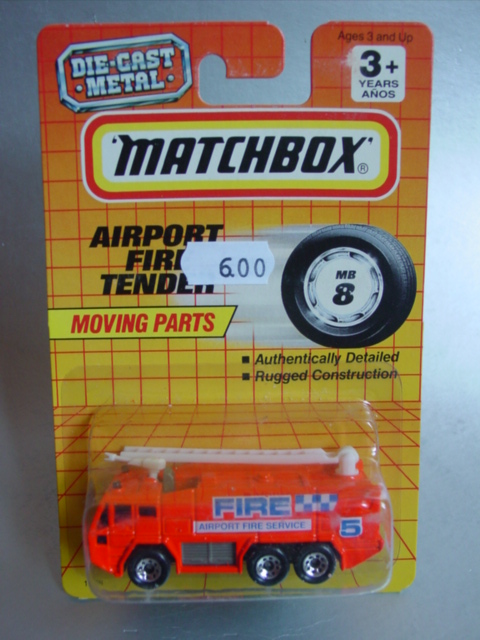 DIE-CAST
METAL
Ages 3 and Up
3+
YEARS
AÑOS
"MATCHBOX"®
AIRPORT
FIRE
TENDER
6.00
MB
8
MOVING PARTS
■ Authentically Detailed
■ Rugged Construction
FIRE
AIRPORT FIRE SERVICE
5